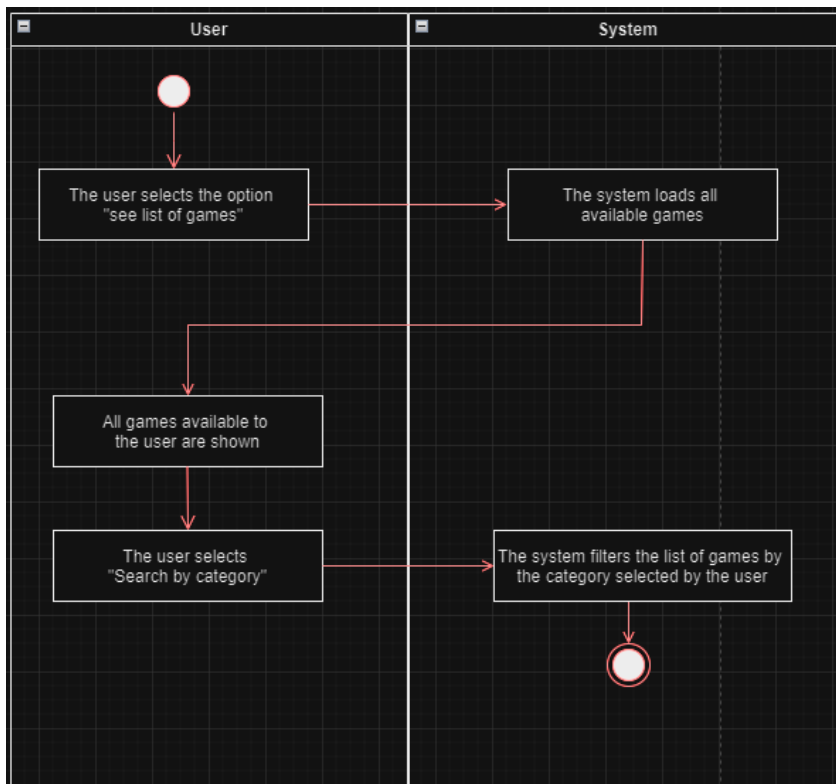 User
System
The user selects the option
"see list of games"
The system loads all
available games
All games available to
the user are shown
The user selects
"Search by category"
The system filters the list of games by
the category selected by the user